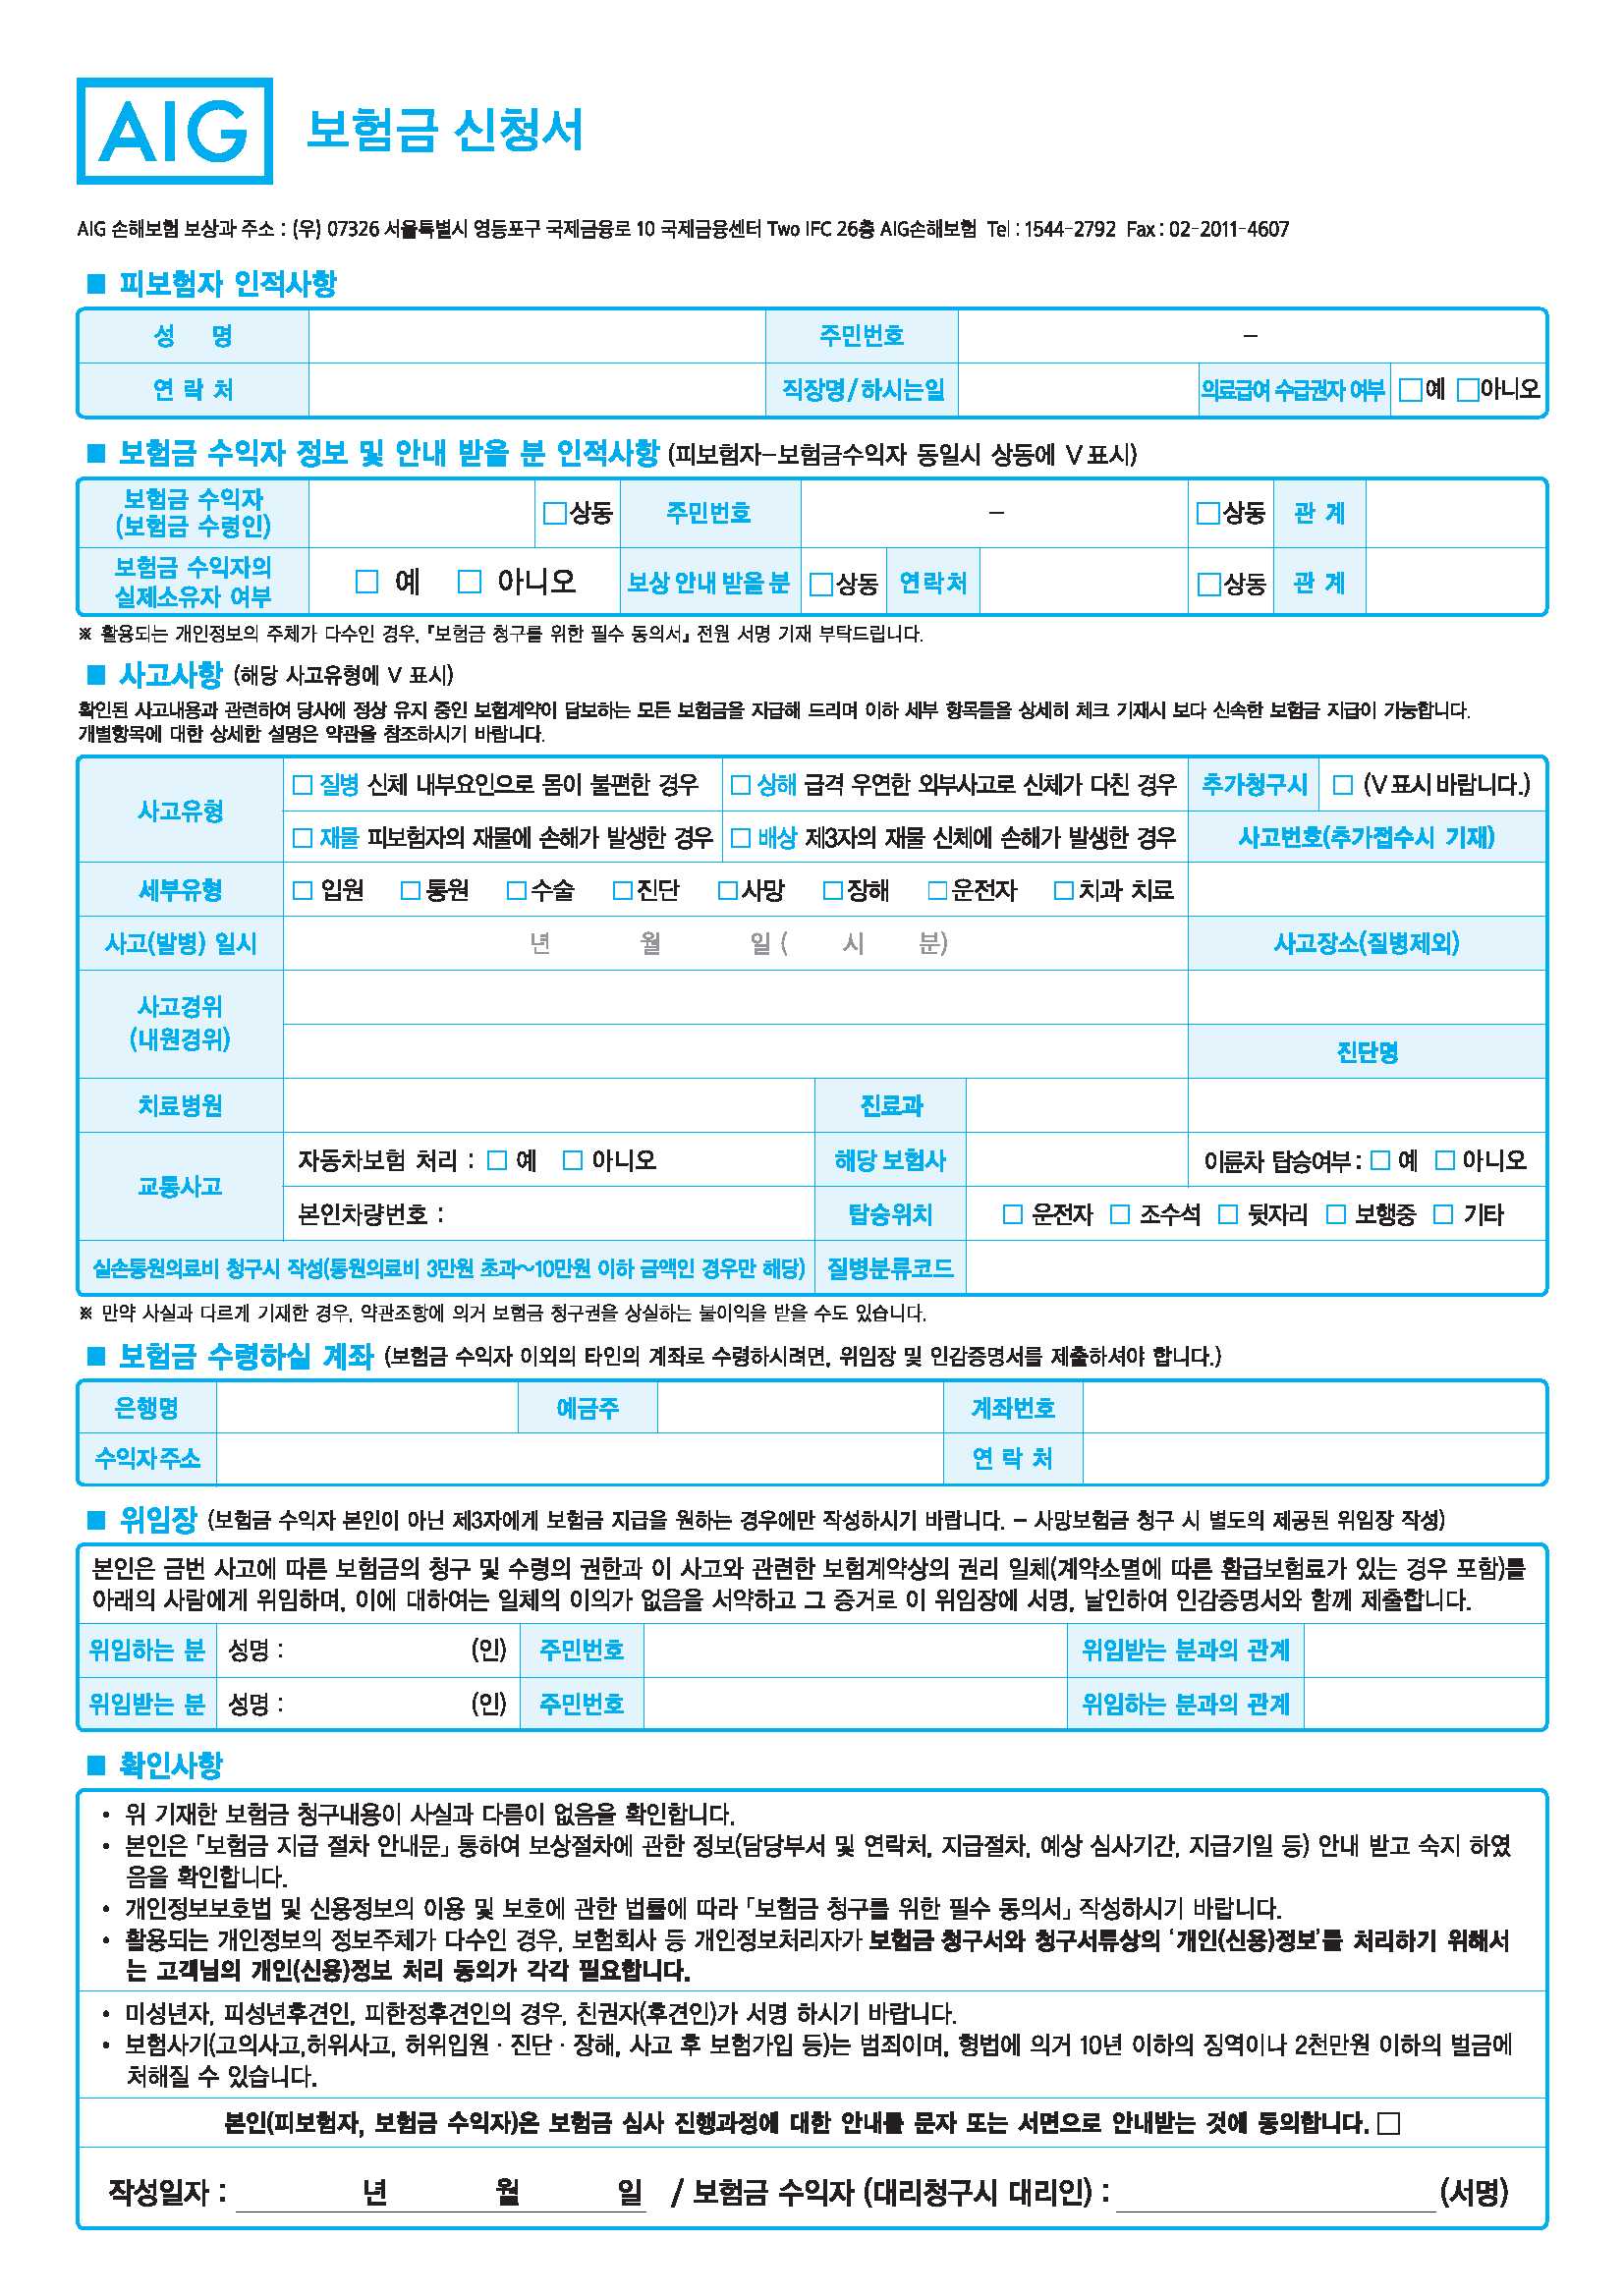 AIG 보험금 신청서
AIG 손해보험 보상과 주소 : (우) 07326 서울특별시 영등포구 국제금융로 10 국제금융센터 Two IFC 26층 AIG손해보험 Tel : 1544-2792 Fax : 02-2011-4607
■ 피보험자 인적사항
성 명 주민번호 –
연 락 처 직장명/하시는일 의료급여 수급권자 여부 □예 □아니오
■ 보험금 수익자 정보 및 안내 받을 분 인적사항 (피보험자-보험금수익자 동일시 상동에 V표시)
보험금 수익자
(보험금 수령인) □상동 주민번호 – □상동 관 계
보험금 수익자의
실제소유자 여부 □ 예 □ 아니오 보상 안내 받을 분 □상동 연락처 □상동 관 계
※ 활용되는 개인정보의 주체가 다수인 경우, 『보험금 청구를 위한 필수 동의서』 전원 서명 기재 부탁드립니다.
■ 사고사항 (해당 사고유형에 V 표시)
확인된 사고내용과 관련하여 당사에 정상 유지 중인 보험계약이 담보하는 모든 보험금을 지급해 드리며 이하 세부 항목들을 상세히 체크 기재시 보다 신속한 보험금 지급이 가능합니다.
개별항목에 대한 상세한 설명은 약관을 참조하시기 바랍니다.
사고유형 □ 질병 신체 내부요인으로 몸이 불편한 경우 □ 상해 급격 우연한 외부사고로 신체가 다친 경우 추가청구시 □ (V표시 바랍니다.)
□ 재물 피보험자의 재물에 손해가 발생한 경우 □ 배상 제3자의 재물 신체에 손해가 발생한 경우 사고번호(추가접수시 기재)
세부유형 □ 입원 □ 통원 □ 수술 □ 진단 □ 사망 □ 장해 □ 운전자 □ 치과 치료
사고(발병) 일시 년 월 일 ( 시 분) 사고장소(질병제외)
사고경위
(내원경위)
진단명
치료병원 진료과
교통사고 자동차보험 처리 : □ 예 □ 아니오 해당 보험사 이륜차 탑승여부 : □ 예 □ 아니오
본인차량번호 : 탑승위치 □ 운전자 □ 조수석 □ 뒷자리 □ 보행중 □ 기타
실손통원의료비 청구시 작성(통원의료비 3만원 초과~10만원 이하 금액인 경우만 해당) 질병분류코드
※ 만약 사실과 다르게 기재한 경우, 약관조항에 의거 보험금 청구권을 상실하는 불이익을 받을 수도 있습니다.
■ 보험금 수령하실 계좌 (보험금 수익자 이외의 타인의 계좌로 수령하시려면, 위임장 및 인감증명서를 제출하셔야 합니다.)
은행명 예금주 계좌번호
수익자주소 연 락 처
■ 위임장 (보험금 수익자 본인이 아닌 제3자에게 보험금 지급을 원하는 경우에만 작성하시기 바랍니다. – 사망보험금 청구 시 별도의 제공된 위임장 작성)
본인은 금번 사고에 따른 보험금의 청구 및 수령의 권한과 이 사고와 관련한 보험계약상의 권리 일체(계약소멸에 따른 환급보험료가 있는 경우 포함)를
아래의 사람에게 위임하며, 이에 대하여는 일체의 이의가 없음을 서약하고 그 증거로 이 위임장에 서명, 날인하여 인감증명서와 함께 제출합니다.
위임하는 분 성명 : (인) 주민번호 위임받는 분과의 관계
위임받는 분 성명 : (인) 주민번호 위임하는 분과의 관계
■ 확인사항
• 위 기재한 보험금 청구내용이 사실과 다름이 없음을 확인합니다.
• 본인은 「보험금 지급 절차 안내문」 통하여 보상절차에 관한 정보(담당부서 및 연락처, 지급절차, 예상 심사기간, 지급기일 등) 안내 받고 숙지 하였
음을 확인합니다.
• 개인정보보호법 및 신용정보의 이용 및 보호에 관한 법률에 따라 「보험금 청구를 위한 필수 동의서」 작성하시기 바랍니다.
• 활용되는 개인정보의 정보주체가 다수인 경우, 보험회사 등 개인정보처리자가 보험금 청구서와 청구서류상의 ‘개인(신용)정보’를 처리하기 위해서
는 고객님의 개인(신용)정보 처리 동의가 각각 필요합니다.
• 미성년자, 피성년후견인, 피한정후견인의 경우, 친권자(후견인)가 서명 하시기 바랍니다.
• 보험사기(고의사고,허위사고, 허위입원 · 진단 · 장해, 사고 후 보험가입 등)는 범죄이며, 형법에 의거 10년 이하의 징역이나 2천만원 이하의 벌금에
처해질 수 있습니다.
본인(피보험자, 보험금 수익자)은 보험금 심사 진행과정에 대한 안내를 문자 또는 서면으로 안내받는 것에 동의합니다. □
작성일자 : 년 월 일 / 보험금 수익자 (대리청구시 대리인) : (서명)